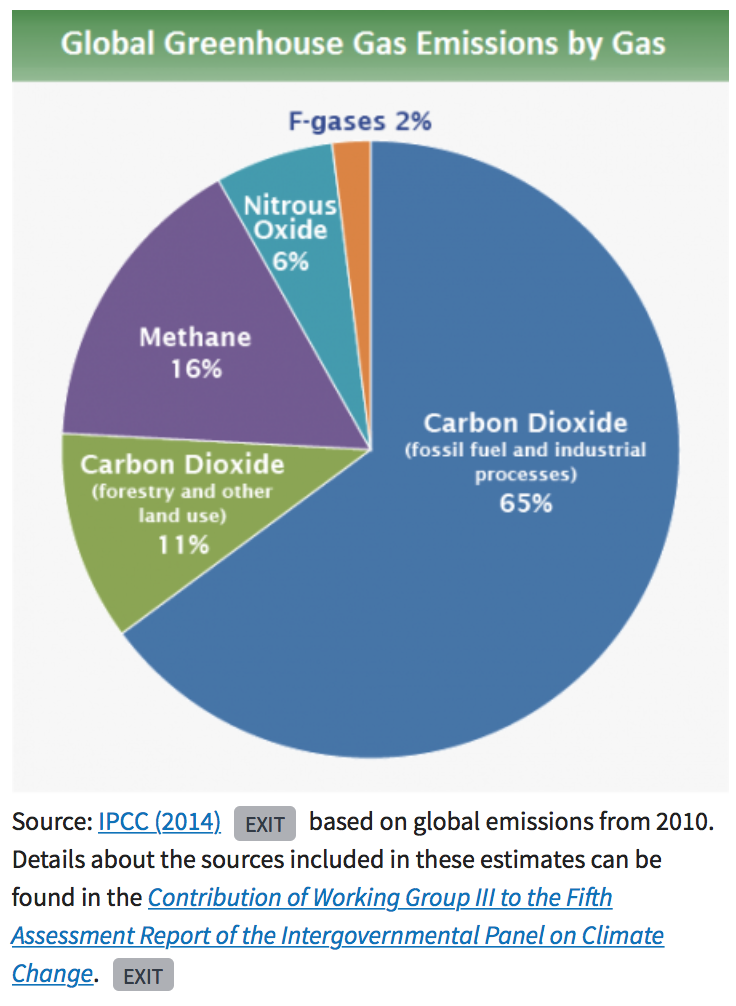 Global Greenhouse Gas Emissions by Gas
F-gases 2%
Nitrous
Oxide
6%
Methane
16%
Carbon Dioxide
(fossil fuel and industrial
processes)
65%
Carbon Dioxide
(forestry and other
land use)
11%
Source: IPCC (2014) EXIT based on global emissions from 2010.
Details about the sources included in these estimates can be
found in the Contribution of Working Group III to the Fifth
Assessment Report of the Intergovernmental Panel on Climate
Change. EXIT